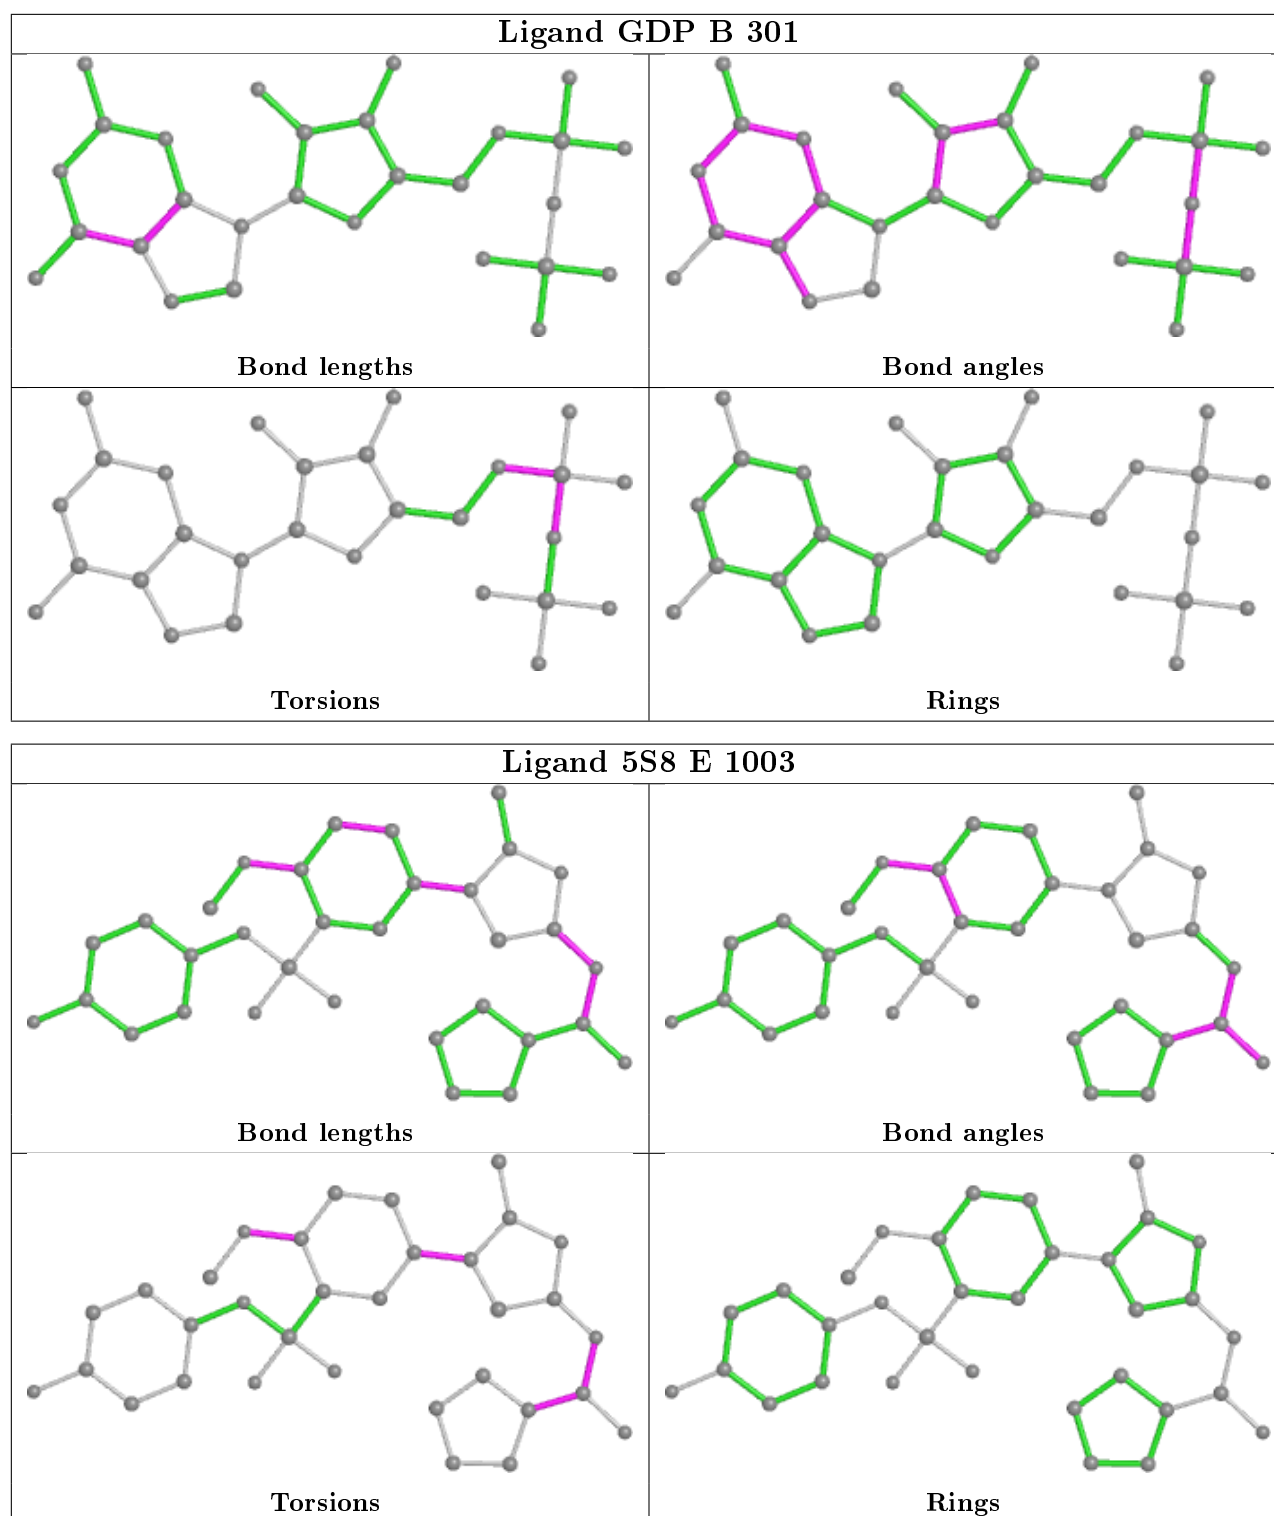 Ligand GDP B 301
Bond lengths
Bond angles
Torsions
Rings
Ligand 5S8 E 1003
Bond lengths
Bond angles
Torsions
Rings